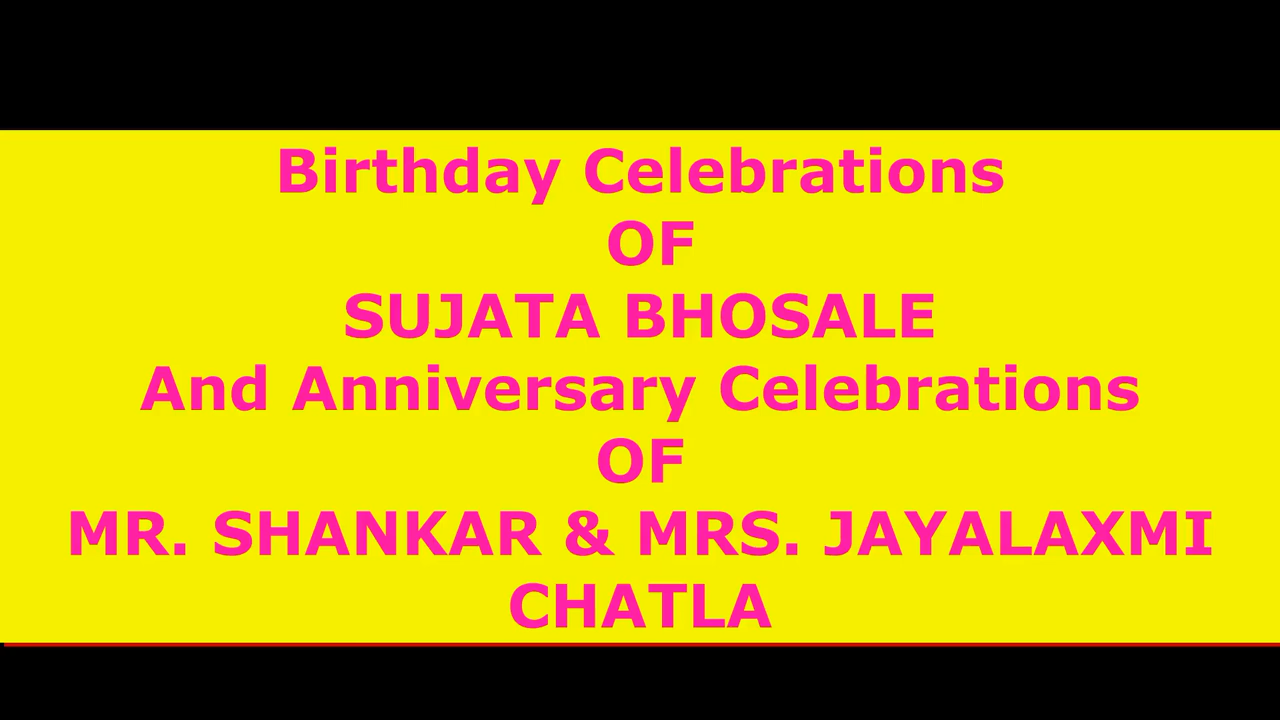 Birthday Celebrations
OF
SUJATA BHOSALE
And Anniversary Celebrations
OF
MR. SHANKAR & MRS. JAYALAXMI
CHATLA